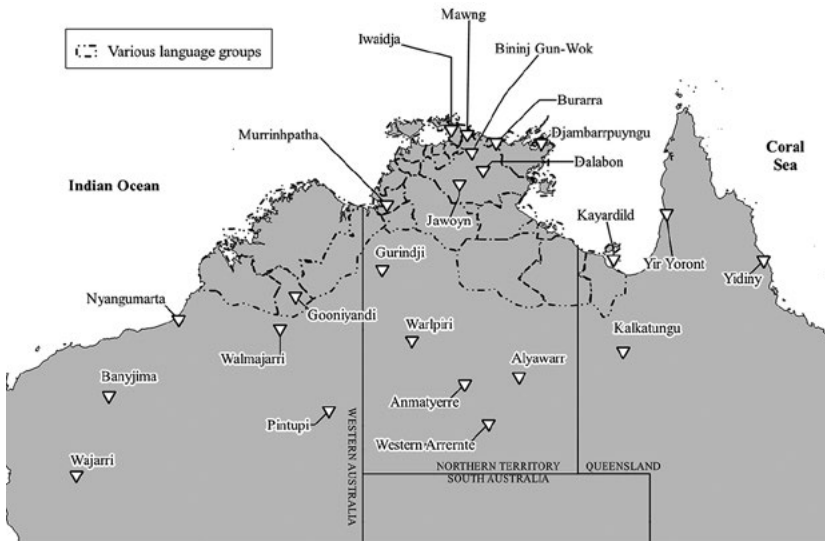 Various language groups
Mawng
Iwaidja
Bininj Gun-Wok
Burarra
Djambarrpuyngu
Murrinhpatha
Dalabon
Coral
Sea
Indian Ocean
Jawoyn
Kayardild
Gurindji
Yir Yoront
Yidiny
Nyangumarta
Gooniyandi
Warlpiri
Kalkatungu
Walmajarri
Alyawarr
Banyjima
Anmatyerre
Pintupi
Western Arrernte
Wajarri
WESTERN AUSTRALIA
NORTHERN TERRITORY
QUEENSLAND
SOUTH AUSTRALIA